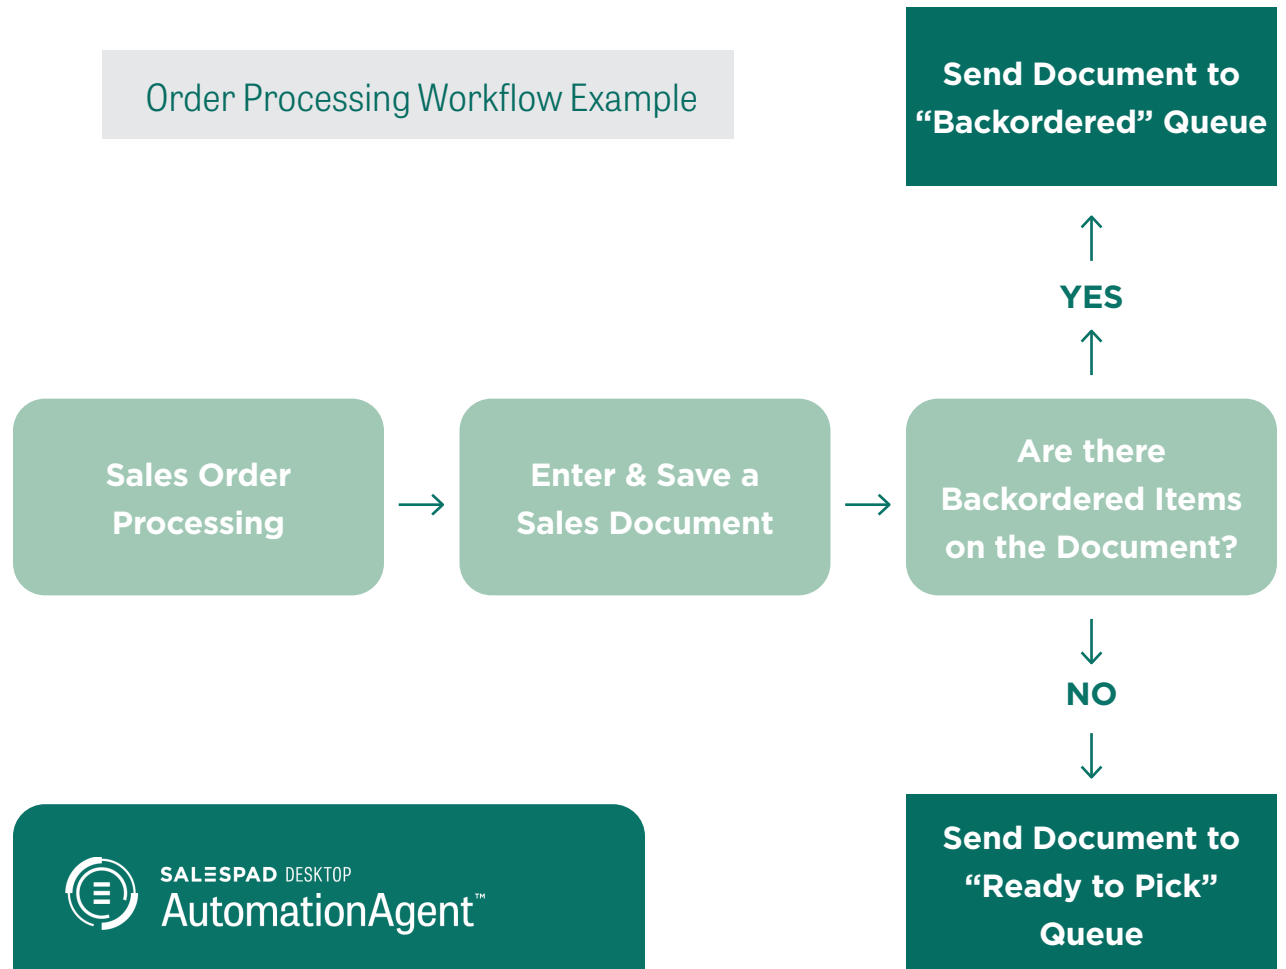 Order Processing Workflow Example
Send Document to
“Backordered” Queue
YES
Sales Order
Processing
Enter & Save a
Sales Document
Are there
Backordered Items
on the Document?
NO
Send Document to
“Ready to Pick”
Queue
SALESPAD DESKTOP
AutomationAgent™